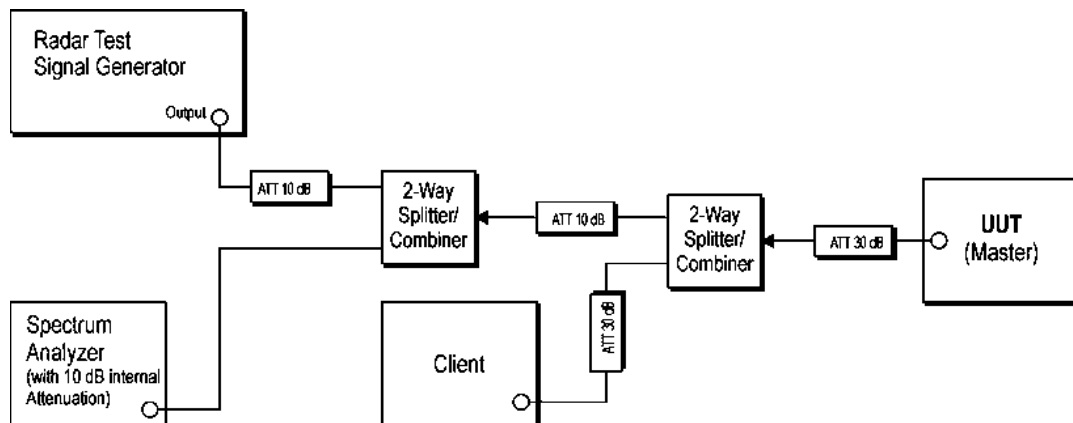 Radar Test
Signal Generator
Output
ATT 10 dB
2-Way
Splitter/
Combiner
ATT 10 dB
2-Way
Splitter/
Combiner
ATT 30 dB
UUT
(Master)
Spectrum
Analyzer
(with 10 dB internal
Attenuation)
Client
ATT 30 dB